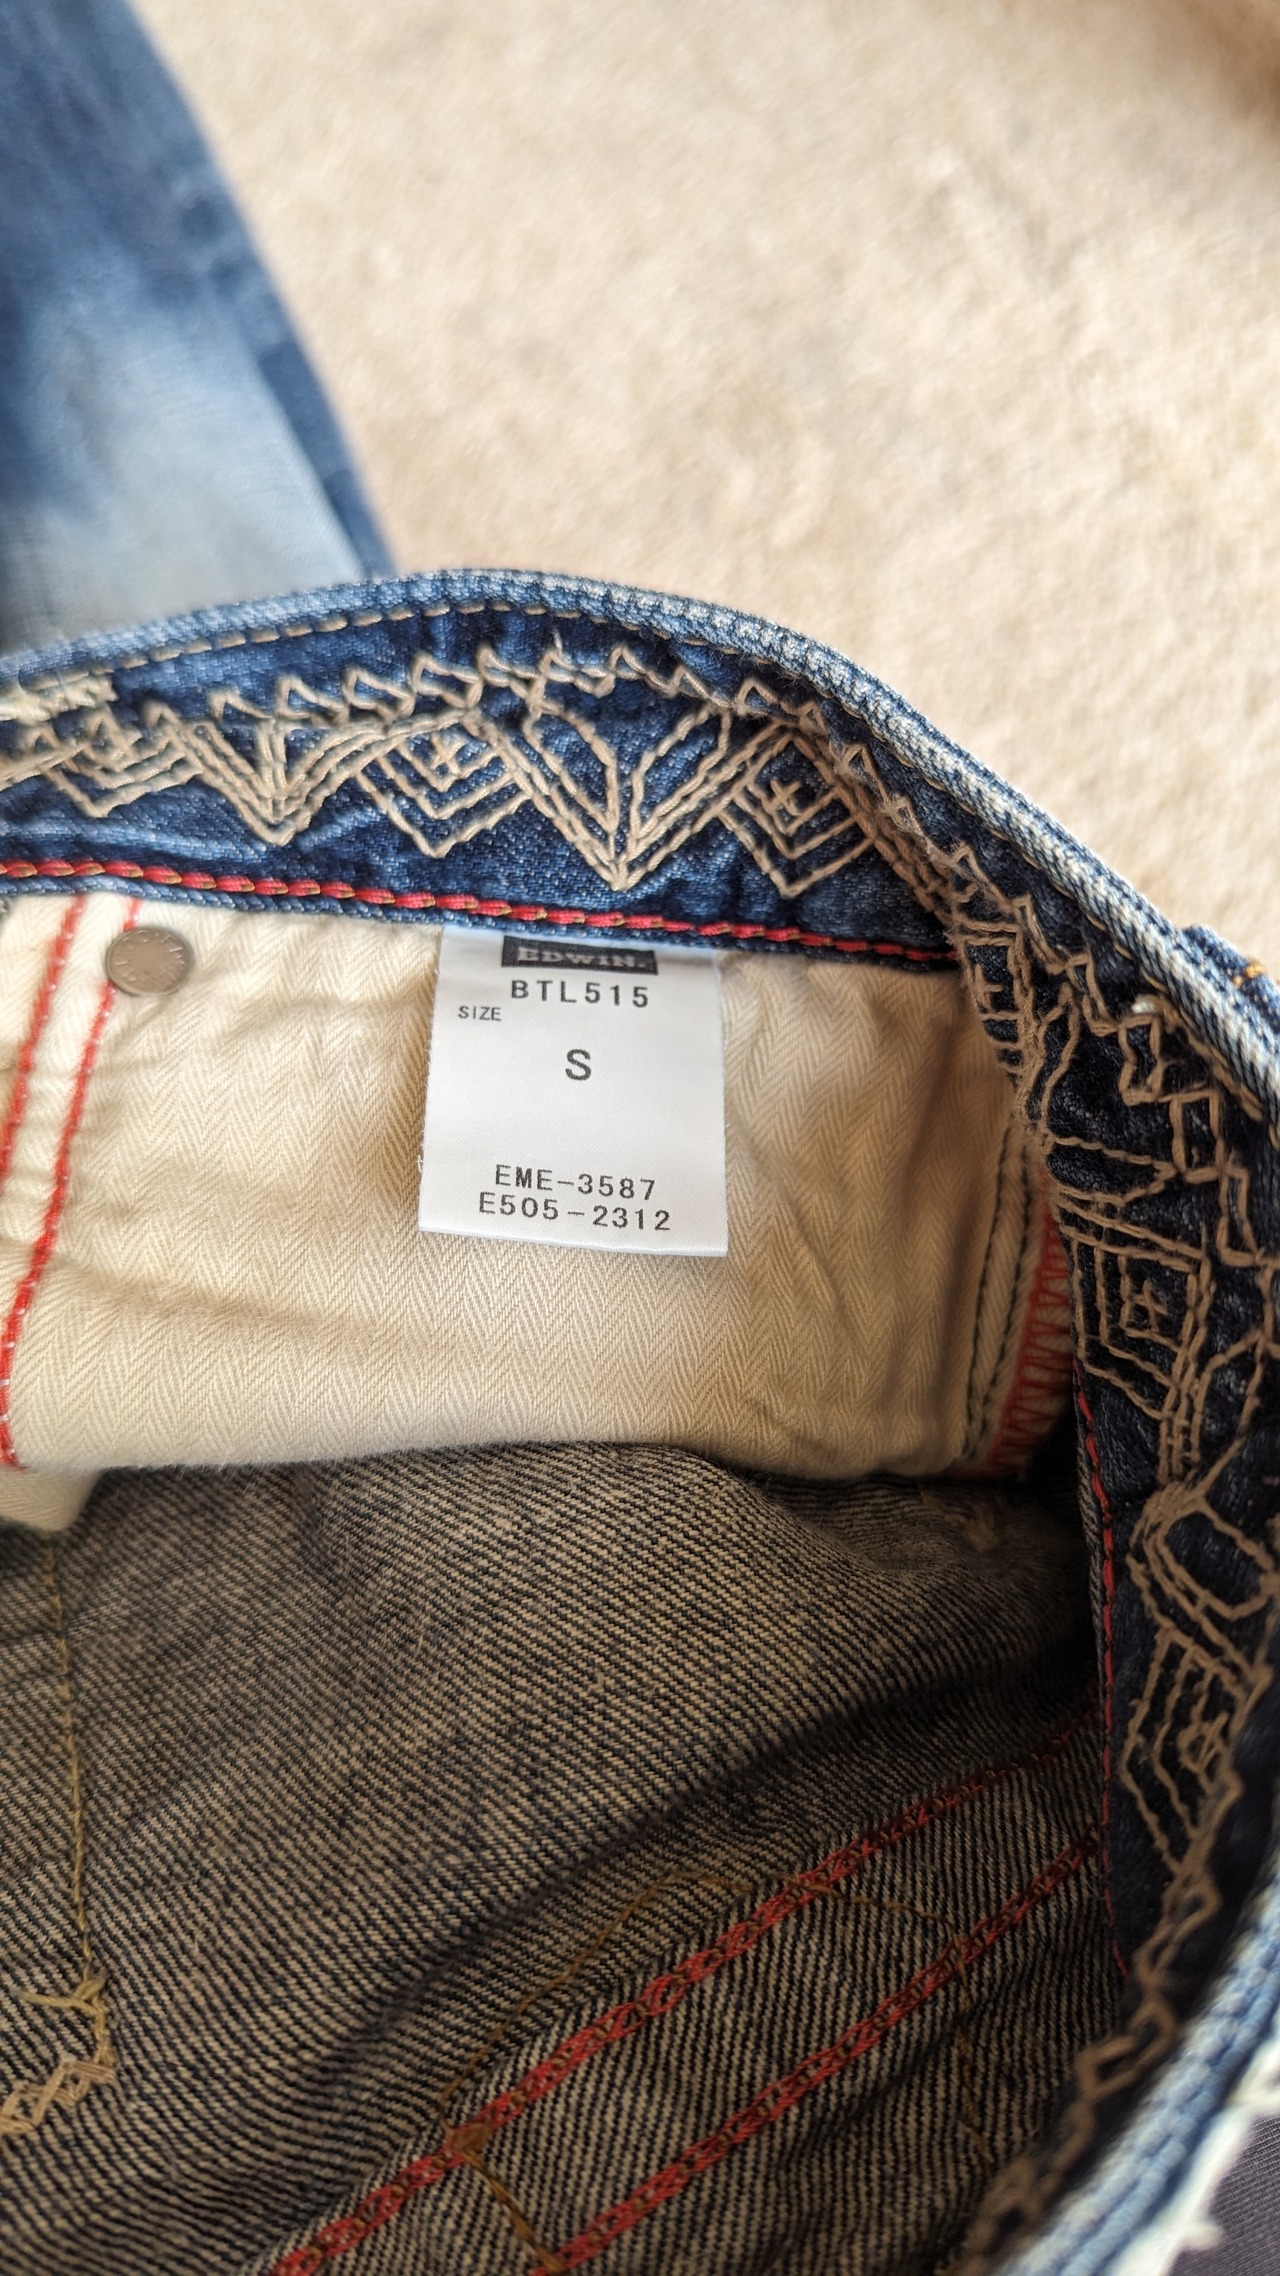 EDWIN.
BTL515
SIZE
S
EME-3587
E505-2312